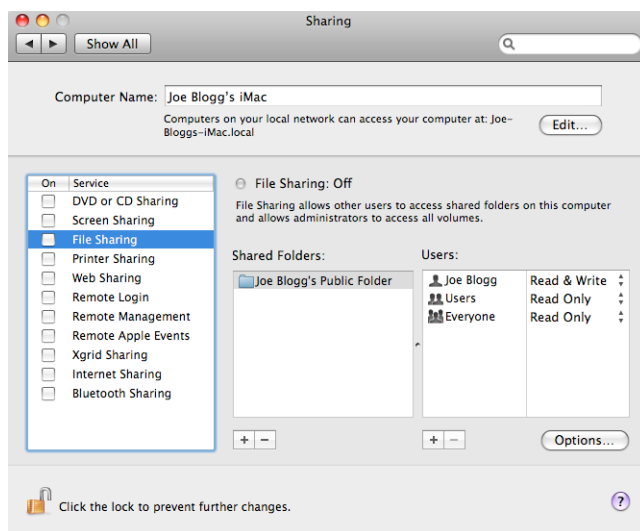 Sharing
Show All
Computer Name: Joe Blogg's iMac
Computers on your local network can access your computer at: Joe-
Bloggs-iMac.local
Edit...
On Service
DVD or CD Sharing
Screen Sharing
File Sharing
Printer Sharing
Web Sharing
Remote Login
Remote Management
Remote Apple Events
Xgrid Sharing
Internet Sharing
Bluetooth Sharing
File Sharing: Off
File Sharing allows other users to access shared folders on this computer
and allows administrators to access all volumes.
Shared Folders:
Joe Blogg's Public Folder
Users:
Joe Blogg Read & Write
Users Read Only
Everyone Read Only
+ −
+ −
Options...
Click the lock to prevent further changes.
?